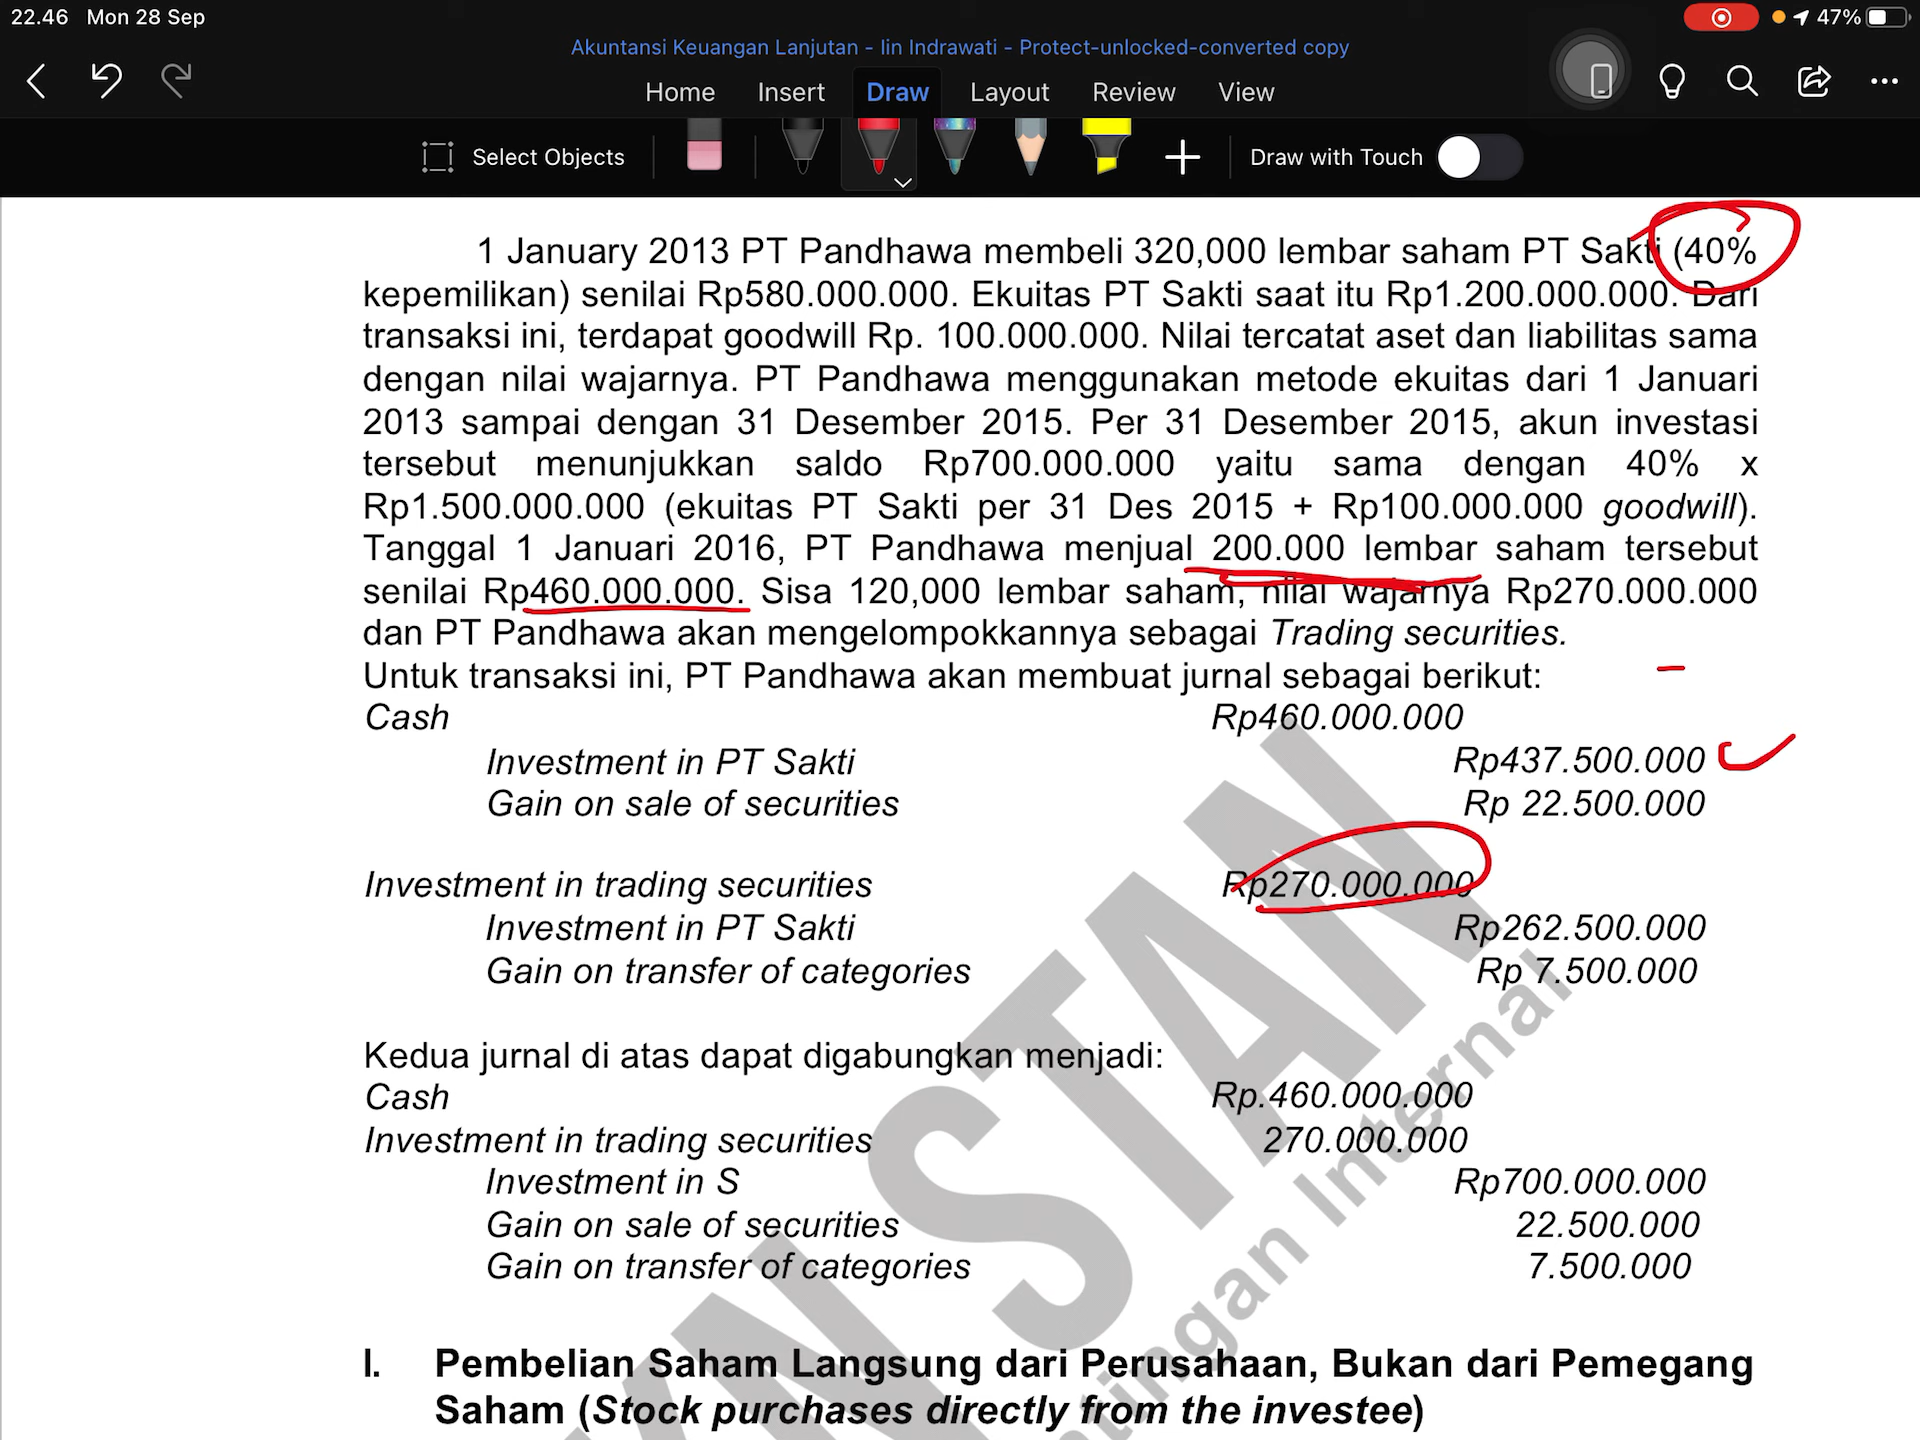 22.46 Mon 28 Sep
47%
Akuntansi Keuangan Lanjutan - Iin Indrawati - Protect-unlocked-converted copy
Home Insert Draw Layout Review View
Select Objects
Draw with Touch
1 January 2013 PT Pandhawa membeli 320,000 lembar saham PT Sakti (40%
kepemilikan) senilai Rp580.000.000. Ekuitas PT Sakti saat itu Rp1.200.000.000. Dari
transaksi ini, terdapat goodwill Rp. 100.000.000. Nilai tercatat aset dan liabilitas sama
dengan nilai wajarnya. PT Pandhawa menggunakan metode ekuitas dari 1 Januari
2013 sampai dengan 31 Desember 2015. Per 31 Desember 2015, akun investasi
tersebut menunjukkan saldo Rp700.000.000 yaitu sama dengan 40% x
Rp1.500.000.000 (ekuitas PT Sakti per 31 Des 2015 + Rp100.000.000 goodwill).
Tanggal 1 Januari 2016, PT Pandhawa menjual 200.000 lembar saham tersebut
senilai Rp460.000.000. Sisa 120,000 lembar saham, nilai wajarnya Rp270.000.000
dan PT Pandhawa akan mengelompokkannya sebagai Trading securities.
Untuk transaksi ini, PT Pandhawa akan membuat jurnal sebagai berikut:
Cash Rp460.000.000
Investment in PT Sakti Rp437.500.000
Gain on sale of securities Rp 22.500.000
Investment in trading securities Rp270.000.000
Investment in PT Sakti Rp262.500.000
Gain on transfer of categories Rp 7.500.000
Kedua jurnal di atas dapat digabungkan menjadi:
Cash Rp.460.000.000
Investment in trading securities 270.000.000
Investment in S Rp700.000.000
Gain on sale of securities 22.500.000
Gain on transfer of categories 7.500.000
I. Pembelian Saham Langsung dari Perusahaan, Bukan dari Pemegang
Saham (Stock purchases directly from the investee)
KN STAN
ntingan Internal